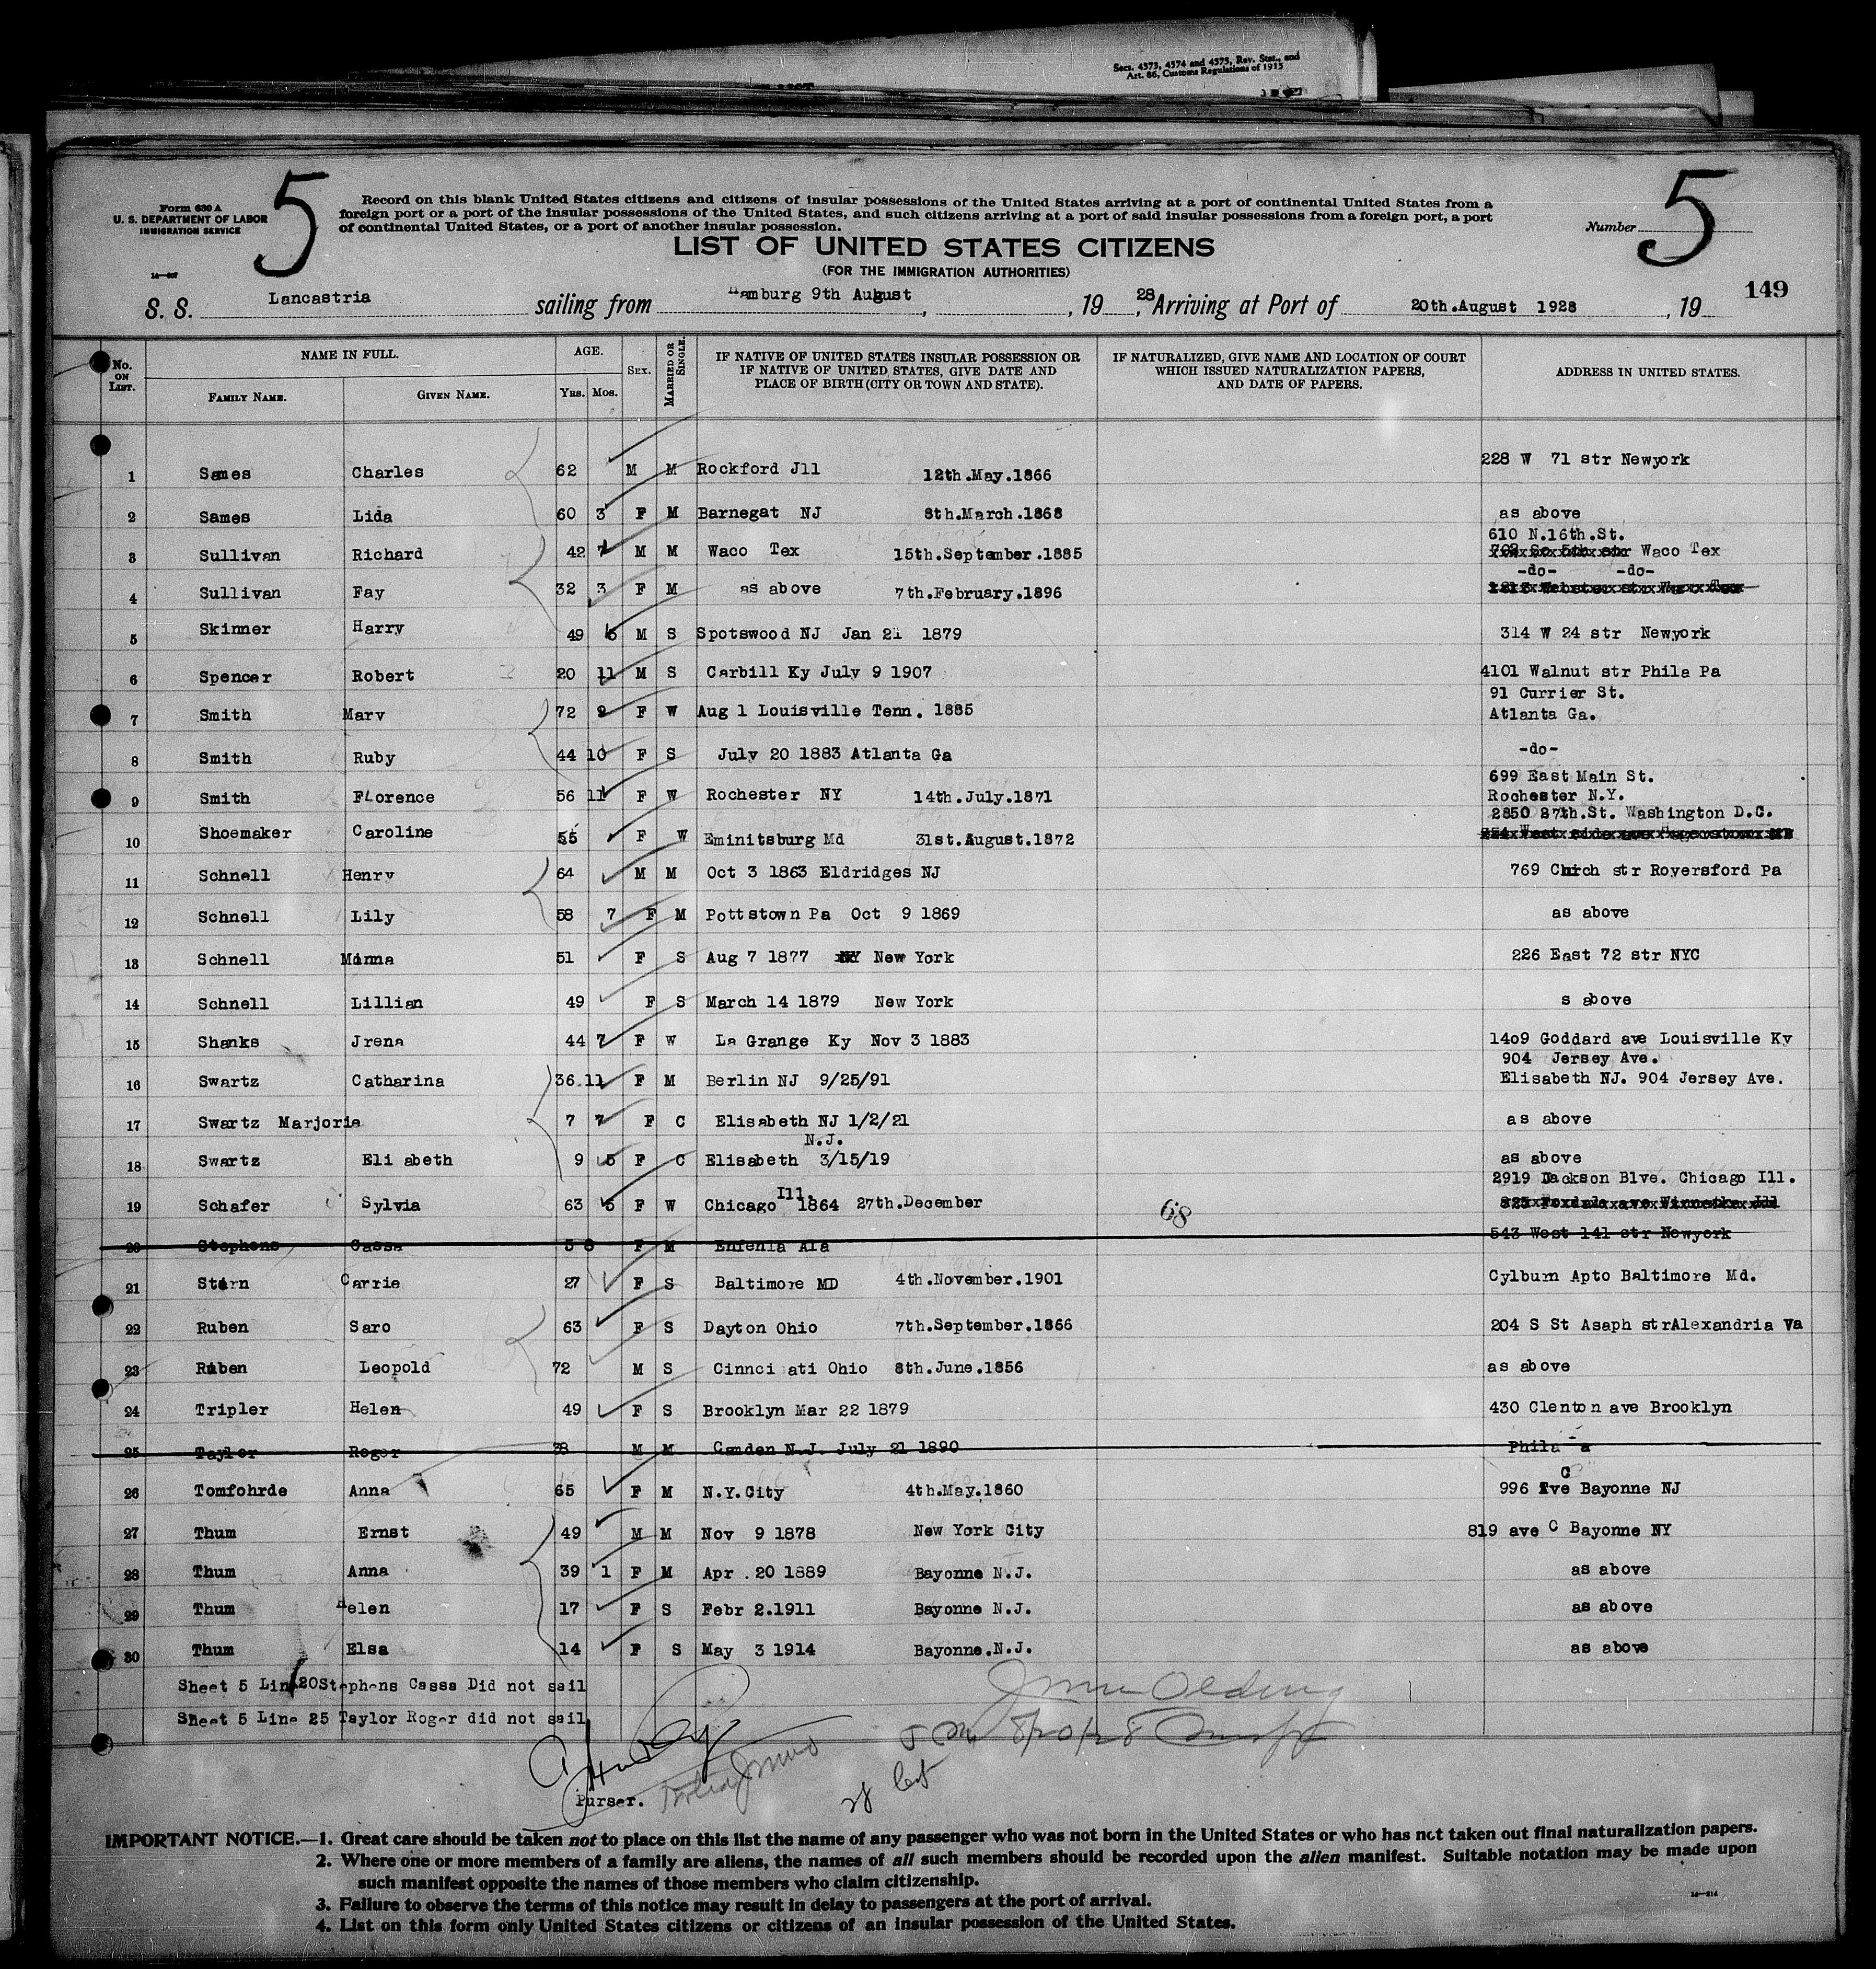 Secs. 4573, 4574 and 4575, Rev. Stat., and
Art. 86, Customs Regulations of 1915
5
5
Form 630 A
U. S. DEPARTMENT OF LABOR
IMMIGRATION SERVICE
Record on this blank United States citizens and citizens of insular possessions of the United States arriving at a port of continental United States from a
foreign port or a port of the insular possessions of the United States, and such citizens arriving at a port of said insular possessions from a foreign port, a port
of continental United States, or a port of another insular possession.
Number
LIST OF UNITED STATES CITIZENS
(FOR THE IMMIGRATION AUTHORITIES)
149
S. S. Lancastria sailing from Hamburg 9th August, 19 28, Arriving at Port of 20th.August 1928, 19
No. ON LIST. NAME IN FULL. FAMILY NAME. GIVEN NAME. AGE. YRS. MOS. SEX. MARRIED OR SINGLE. IF NATIVE OF UNITED STATES INSULAR POSSESSION OR IF NATIVE OF UNITED STATES, GIVE DATE AND PLACE OF BIRTH (CITY OR TOWN AND STATE). IF NATURALIZED, GIVE NAME AND LOCATION OF COURT WHICH ISSUED NATURALIZATION PAPERS, AND DATE OF PAPERS. ADDRESS IN UNITED STATES.
1 Sames Charles 62 M M Rockford Jll 12th.May.1866 228 W 71 str Newyork
2 Sames Lida 60 3 F M Barnegat NJ 8th.March.1868 as above
610 N.16th.St.
3 Sullivan Richard 42 M M Waco Tex 15th.September.1885 Waco Tex
-do- -do-
4 Sullivan Fay 32 3 F M as above 7th.February.1896
5 Skinner Harry 49 6 M S Spotswood NJ Jan 21 1879 314 W 24 str Newyork
6 Spencer Robert 20 11 M S Carbill Ky July 9 1907 4101 Walnut str Phila Pa
91 Currier St.
7 Smith Mary 72 9 F W Aug 1 Louisville Tenn. 1885 Atlanta Ga.
8 Smith Ruby 44 10 F S July 20 1883 Atlanta Ga -do-
699 East Main St.
9 Smith Florence 56 11 F W Rochester NY 14th.July.1871 Rochester N.Y.
2850 27th.St. Washington D.C.
10 Shoemaker Caroline 55 F W Eminitsburg Md 31st.August.1872
11 Schnell Henry 64 M M Oct 3 1863 Eldridges NJ 769 Chrch str Royersford Pa
12 Schnell Lily 58 7 F M Pottstown Pa Oct 9 1869 as above
13 Schnell Minna 51 F S Aug 7 1877 NY New York 226 East 72 str NYC
14 Schnell Lillian 49 F S March 14 1879 New York s above
15 Shanks Jrena 44 7 F W La Grange Ky Nov 3 1883 1409 Goddard ave Louisville Ky
904 Jersey Ave.
16 Swartz Catharina 36 11 F M Berlin NJ 9/25/91 Elisabeth NJ. 904 Jersey Ave.
17 Swartz Marjorie 7 7 F C Elisabeth NJ 1/2/21 as above
N.J.
18 Swartz Eli abeth 9 5 F C Elisabeth 3/15/19 as above
2919 Jackson Blve. Chicago Ill.
19 Schafer Sylvia 63 5 F W Chicago Ill. 1864 27th.December
68
20 Stephens Cassa 5 8 F M Enfenla Ala 543 West 141 str Newyork
21 Stern Carrie 27 F S Baltimore MD 4th.November.1901 Cylburn Apto Baltimore Md.
22 Ruben Saro 63 F S Dayton Ohio 7th.September.1866 204 S St Asaph strAlexandria Va
23 Ruben Leopold 72 M S Cinnci ati Ohio 8th.June.1856 as above
24 Tripler Helen 49 F S Brooklyn Mar 22 1879 430 Clenton ave Brooklyn
25 Taylor Roger 38 M M Camden N.J. July 21 1890 Phila a
26 Tomfohrde Anna 65 F M N.Y.City 4th.May.1860 996 Ave C Bayonne NJ
27 Thum Ernst 49 M M Nov 9 1878 New York City 819 ave C Bayonne NY
28 Thum Anna 39 1 F M Apr .20 1889 Bayonne N.J. as above
29 Thum Helen 17 F S Febr 2.1911 Bayonne N.J. as above
30 Thum Elsa 14 F S May 3 1914 Bayonne.N.J. as above
Sheet 5 Line 20Stephens Cassa Did not sail
Sheet 5 Line 25 Taylor Roger did not sail
8/20/28
Purser.
IMPORTANT NOTICE.—1. Great care should be taken not to place on this list the name of any passenger who was not born in the United States or who has not taken out final naturalization papers.
2. Where one or more members of a family are aliens, the names of all such members should be recorded upon the alien manifest. Suitable notation may be made upon
such manifest opposite the names of those members who claim citizenship.
3. Failure to observe the terms of this notice may result in delay to passengers at the port of arrival.
4. List on this form only United States citizens or citizens of an insular possession of the United States.